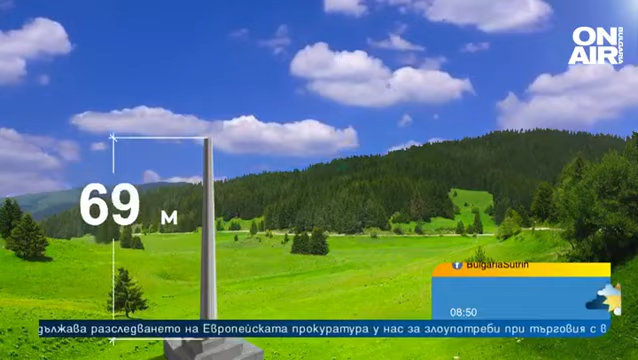 ON
AIR
BULGARIA
69 м
BulgariaSutrin
08:50
дължава разследването на Европейската прокуратура у нас за злоупотреби при търговия с в